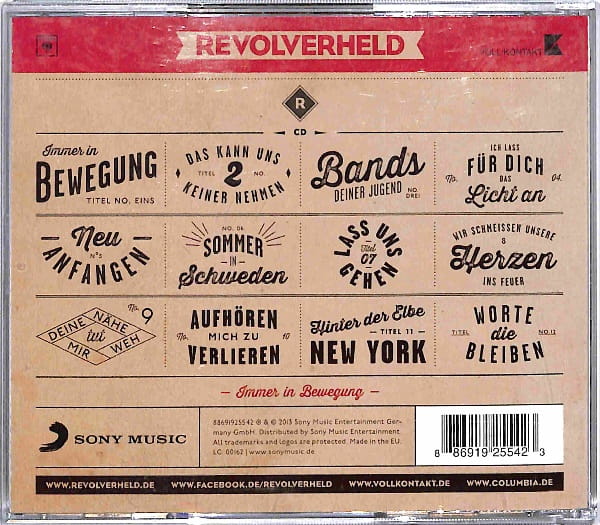 REVOLVERHELD
VOLLKONTAKT
R
CD
Immer in
BEWEGUNG
TITEL NO. EINS
DAS KANN UNS
TITEL 2 NO.
KEINER NEHMEN
Bands
DEINER JUGEND NO. DREI
ICH LASS
FÜR DICH
No. DAS 04.
Licht an
Neu
N°5
ANFANGEN
NO. 06
SOMMER
IN
Schweden
LASS UNS
Titel
07
GEHEN
WIR SCHMEISSEN UNSERE
8
Herzen
INS FEUER
No. 9
DEINE NÄHE
tut
MIR WEH
AUFHÖREN
No. MICH ZU 10
VERLIEREN
Hinter der Elbe
TITEL 11
NEW YORK
WORTE
TITEL die NO.12
BLEIBEN
Immer in Bewegung
SONY MUSIC
88691925542 ℗ & © 2013 Sony Music Entertainment Ger-
many GmbH. Distributed by Sony Music Entertainment.
All trademarks and logos are protected. Made in the EU.
LC 00162 | www.sonymusic.de
8 86919 25542 3
WWW.REVOLVERHELD.DE WWW.FACEBOOK.DE/REVOLVERHELD WWW.VOLLKONTAKT.DE WWW.COLUMBIA.DE